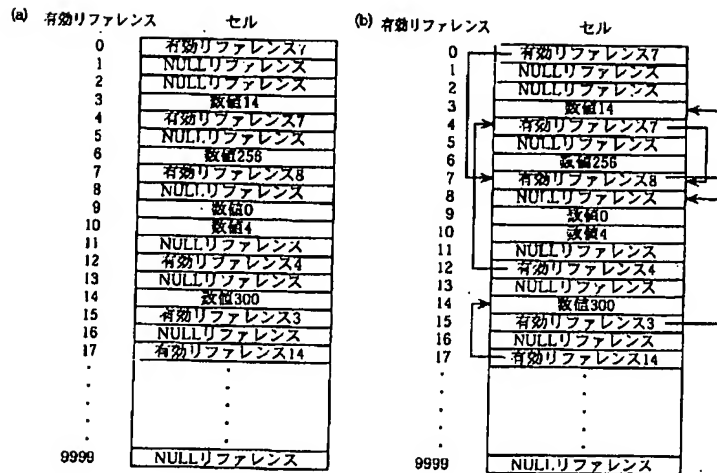 (a) 有効リファレンス セル
0 有効リファレンス7
1 NULLリファレンス
2 NULLリファレンス
3 数値14
4 有効リファレンス7
5 NULLリファレンス
6 数値256
7 有効リファレンス8
8 NULLリファレンス
9 数値0
10 数値4
11 NULLリファレンス
12 有効リファレンス4
13 NULLリファレンス
14 数値300
15 有効リファレンス3
16 NULLリファレンス
17 有効リファレンス14
9999 NULLリファレンス
(b) 有効リファレンス セル
0 有効リファレンス7
1 NULLリファレンス
2 NULLリファレンス
3 数値14
4 有効リファレンス7
5 NULLリファレンス
6 数値256
7 有効リファレンス8
8 NULLリファレンス
9 数値0
10 数値4
11 NULLリファレンス
12 有効リファレンス4
13 NULLリファレンス
14 数値300
15 有効リファレンス3
16 NULLリファレンス
17 有効リファレンス14
9999 NULLリファレンス